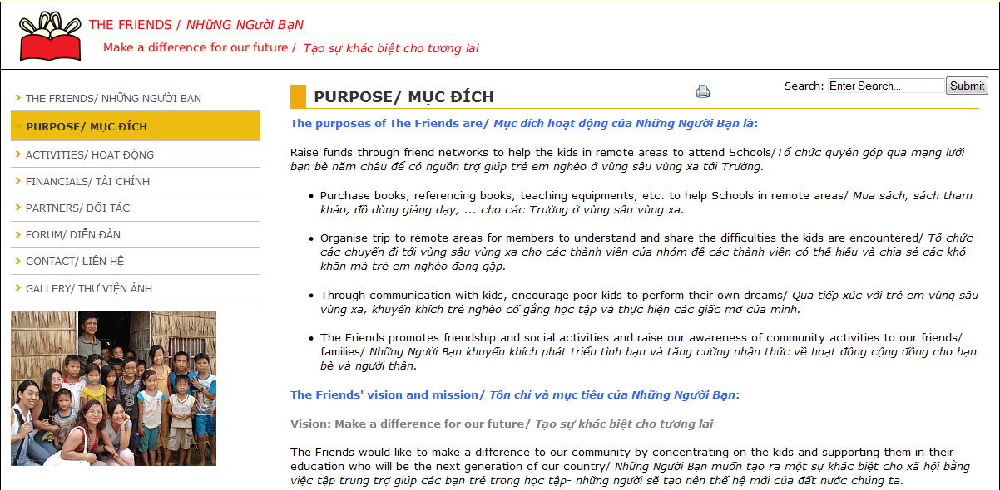 THE FRIENDS / NHữNG NGườI BạN
Make a difference for our future / Tạo sự khác biệt cho tương lai
Search: Enter Search... Submit
THE FRIENDS/ NHỮNG NGƯỜI BẠN
PURPOSE/ MỤC ĐÍCH
ACTIVITIES/ HOẠT ĐỘNG
FINANCIALS/ TÀI CHÍNH
PARTNERS/ ĐỐI TÁC
FORUM/ DIỄN ĐÀN
CONTACT/ LIÊN HỆ
GALLERY/ THƯ VIỆN ẢNH
PURPOSE/ MỤC ĐÍCH
The purposes of The Friends are/ Mục đích hoạt động của Những Người Bạn là:
Raise funds through friend networks to help the kids in remote areas to attend Schools/Tổ chức quyên góp qua mạng lưới
bạn bè năm châu để có nguồn trợ giúp trẻ em nghèo ở vùng sâu vùng xa tới Trường.
• Purchase books, referencing books, teaching equipments, etc. to help Schools in remote areas/ Mua sách, sách tham
khảo, đồ dùng giảng dạy, ... cho các Trường ở vùng sâu vùng xa.
• Organise trip to remote areas for members to understand and share the difficulties the kids are encountered/ Tổ chức
các chuyến đi tới vùng sâu vùng xa cho các thành viên của nhóm để các thành viên có thể hiểu và chia sẻ các khó
khăn mà trẻ em nghèo đang gặp.
• Through communication with kids, encourage poor kids to perform their own dreams/ Qua tiếp xúc với trẻ em vùng sâu
vùng xa, khuyến khích trẻ nghèo cố gắng học tập và thực hiện các giấc mơ của mình.
• The Friends promotes friendship and social activities and raise our awareness of community activities to our friends/
families/ Những Người Bạn khuyến khích phát triển tình bạn và tăng cường nhận thức về hoạt động cộng đồng cho bạn
bè và người thân.
The Friends' vision and mission/ Tôn chỉ và mục tiêu của Những Người Bạn:
Vision: Make a difference for our future/ Tạo sự khác biệt cho tương lai
The Friends would like to make a difference to our community by concentrating on the kids and supporting them in their
education who will be the next generation of our country/ Những Người Bạn muốn tạo ra một sự khác biệt cho xã hội bằng
việc tập trung trợ giúp các bạn trẻ trong học tập- những người sẽ tạo nên thế hệ mới của đất nước chúng ta.